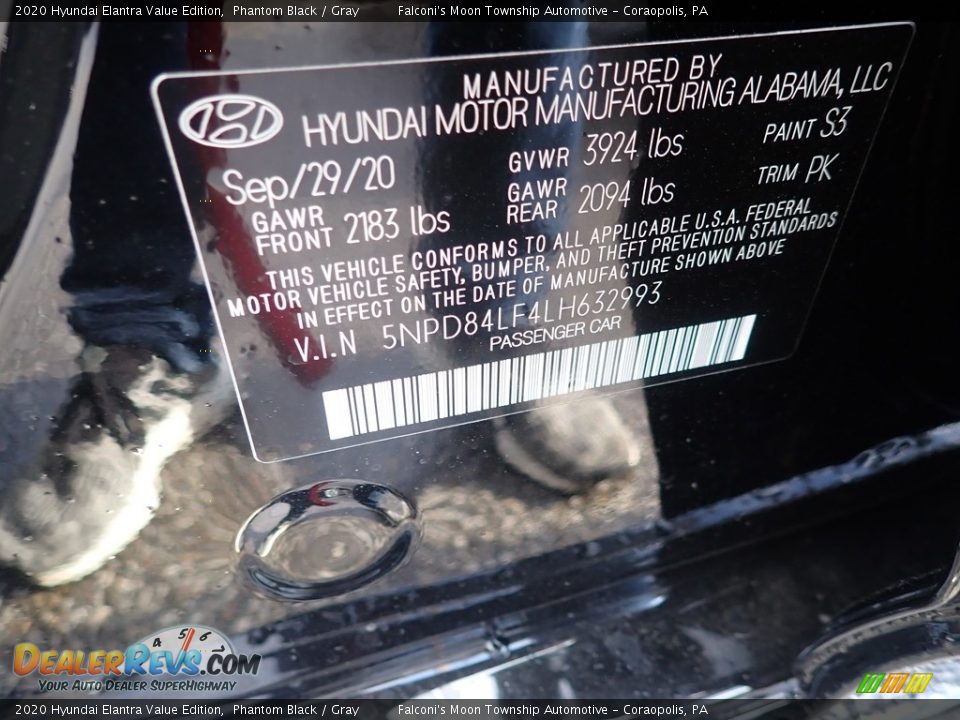 2020 Hyundai Elantra Value Edition, Phantom Black / Gray Falconi's Moon Township Automotive - Coraopolis, PA
MANUFACTURED BY
HYUNDAI MOTOR MANUFACTURING ALABAMA, LLC
Sep/29/20 GVWR 3924 lbs PAINT S3
GAWR FRONT 2183 lbs GAWR REAR 2094 lbs TRIM PK
THIS VEHICLE CONFORMS TO ALL APPLICABLE U.S.A. FEDERAL
MOTOR VEHICLE SAFETY, BUMPER, AND THEFT PREVENTION STANDARDS
IN EFFECT ON THE DATE OF MANUFACTURE SHOWN ABOVE
V.I.N 5NPD84LF4LH632993
PASSENGER CAR
4 5 6
DEALERREVS.COM
YOUR AUTO DEALER SUPERHIGHWAY
2020 Hyundai Elantra Value Edition, Phantom Black / Gray Falconi's Moon Township Automotive - Coraopolis, PA